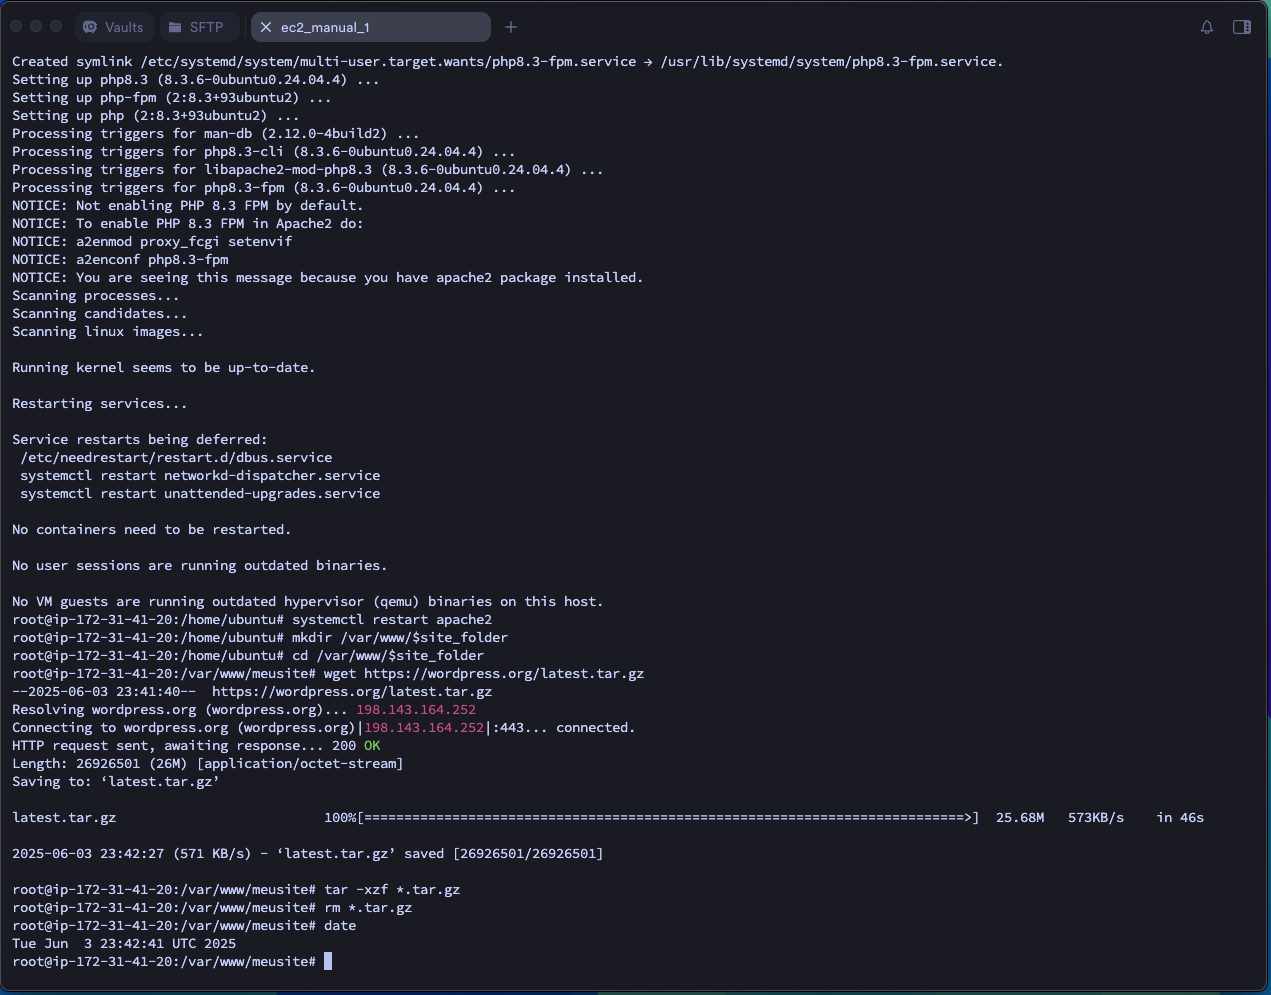 Vaults SFTP ec2_manual_1
Created symlink /etc/systemd/system/multi-user.target.wants/php8.3-fpm.service → /usr/lib/systemd/system/php8.3-fpm.service.
Setting up php8.3 (8.3.6-0ubuntu0.24.04.4) ...
Setting up php-fpm (2:8.3+93ubuntu2) ...
Setting up php (2:8.3+93ubuntu2) ...
Processing triggers for man-db (2.12.0-4build2) ...
Processing triggers for php8.3-cli (8.3.6-0ubuntu0.24.04.4) ...
Processing triggers for libapache2-mod-php8.3 (8.3.6-0ubuntu0.24.04.4) ...
Processing triggers for php8.3-fpm (8.3.6-0ubuntu0.24.04.4) ...
NOTICE: Not enabling PHP 8.3 FPM by default.
NOTICE: To enable PHP 8.3 FPM in Apache2 do:
NOTICE: a2enmod proxy_fcgi setenvif
NOTICE: a2enconf php8.3-fpm
NOTICE: You are seeing this message because you have apache2 package installed.
Scanning processes...
Scanning candidates...
Scanning linux images...
Running kernel seems to be up-to-date.
Restarting services...
Service restarts being deferred:
 /etc/needrestart/restart.d/dbus.service
 systemctl restart networkd-dispatcher.service
 systemctl restart unattended-upgrades.service
No containers need to be restarted.
No user sessions are running outdated binaries.
No VM guests are running outdated hypervisor (qemu) binaries on this host.
root@ip-172-31-41-20:/home/ubuntu# systemctl restart apache2
root@ip-172-31-41-20:/home/ubuntu# mkdir /var/www/$site_folder
root@ip-172-31-41-20:/home/ubuntu# cd /var/www/$site_folder
root@ip-172-31-41-20:/var/www/meusite# wget https://wordpress.org/latest.tar.gz
--2025-06-03 23:41:40--  https://wordpress.org/latest.tar.gz
Resolving wordpress.org (wordpress.org)... 198.143.164.252
Connecting to wordpress.org (wordpress.org)|198.143.164.252|:443... connected.
HTTP request sent, awaiting response... 200 OK
Length: 26926501 (26M) [application/octet-stream]
Saving to: ‘latest.tar.gz’
latest.tar.gz 100%[===========================================================================>] 25.68M 573KB/s in 46s
2025-06-03 23:42:27 (571 KB/s) - ‘latest.tar.gz’ saved [26926501/26926501]
root@ip-172-31-41-20:/var/www/meusite# tar -xzf *.tar.gz
root@ip-172-31-41-20:/var/www/meusite# rm *.tar.gz
root@ip-172-31-41-20:/var/www/meusite# date
Tue Jun  3 23:42:41 UTC 2025
root@ip-172-31-41-20:/var/www/meusite#